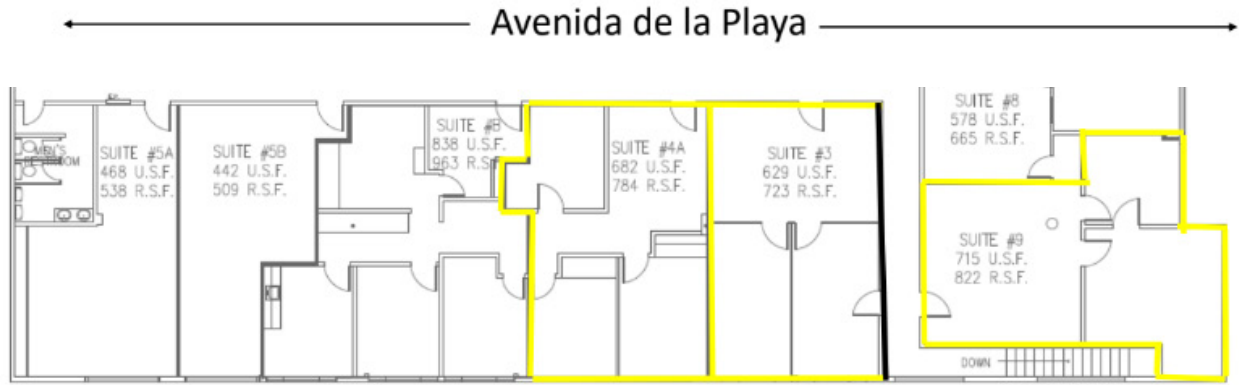 Avenida de la Playa
MEN'S
RESTROOM
SUITE #5A
468 U.S.F.
538 R.S.F.
SUITE #5B
442 U.S.F.
509 R.S.F.
SUITE #B
838 U.S.F.
963 R.S.F.
SUITE #4A
682 U.S.F.
784 R.S.F.
SUITE #3
629 U.S.F.
723 R.S.F.
SUITE #8
578 U.S.F.
665 R.S.F.
SUITE #9
715 U.S.F.
822 R.S.F.
DOWN